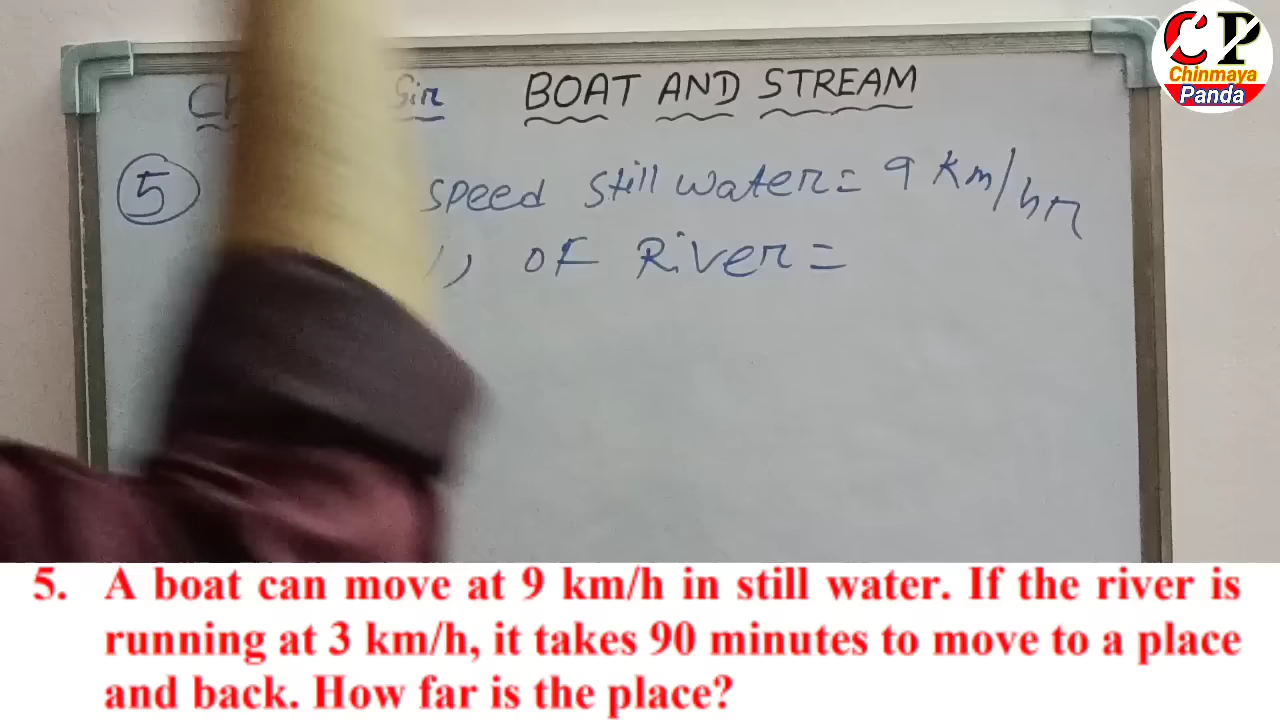 CP
Chinmaya
Panda
Sir BOAT AND STREAM
5 speed still water = 9 km/hr
,, of River =
5. A boat can move at 9 km/h in still water. If the river is
running at 3 km/h, it takes 90 minutes to move to a place
and back. How far is the place?